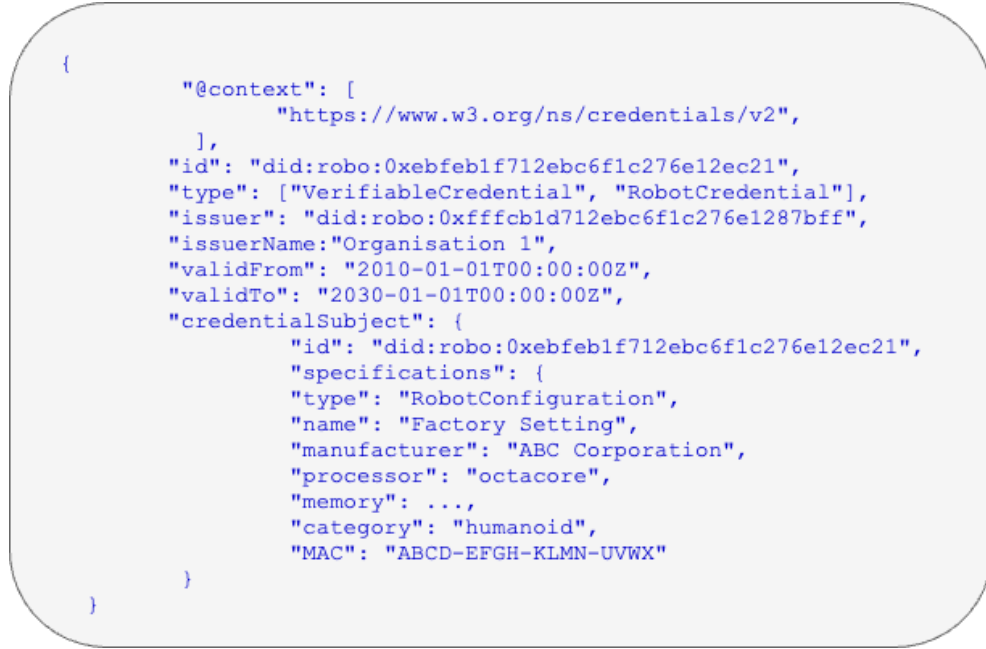 {
"@context": [
"https://www.w3.org/ns/credentials/v2",
],
"id": "did:robo:0xebfeb1f712ebc6f1c276e12ec21",
"type": ["VerifiableCredential", "RobotCredential"],
"issuer": "did:robo:0xfffcb1d712ebc6f1c276e1287bff",
"issuerName:"Organisation 1",
"validFrom": "2010-01-01T00:00:00Z",
"validTo": "2030-01-01T00:00:00Z",
"credentialSubject": {
"id": "did:robo:0xebfeb1f712ebc6f1c276e12ec21",
"specifications": {
"type": "RobotConfiguration",
"name": "Factory Setting",
"manufacturer": "ABC Corporation",
"processor": "octacore",
"memory": ...,
"category": "humanoid",
"MAC": "ABCD-EFGH-KLMN-UVWX"
}
}